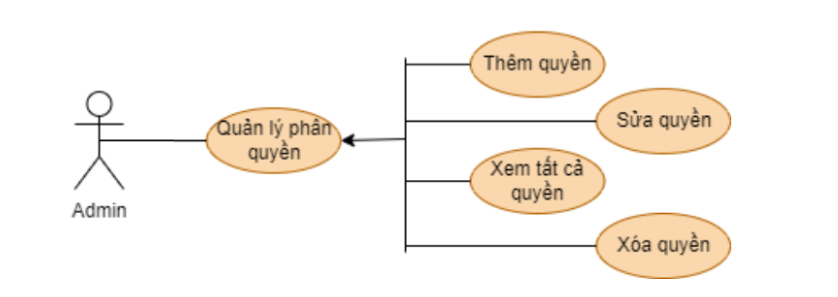 Thêm quyền
Sửa quyền
Quản lý phân
quyền
Xem tất cả
quyền
Admin
Xóa quyền